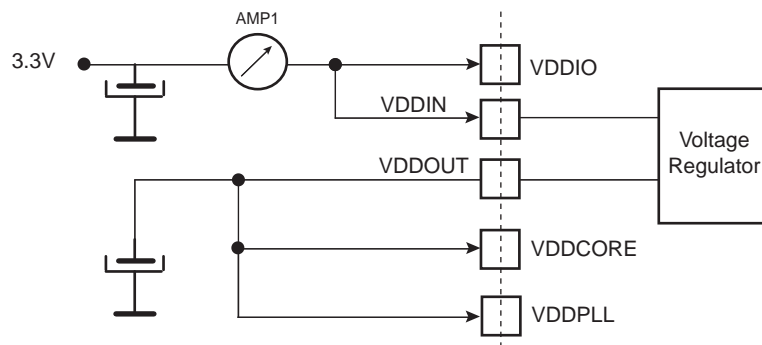 AMP1
3.3V
VDDIO
VDDIN
Voltage
Regulator
VDDOUT
VDDCORE
VDDPLL